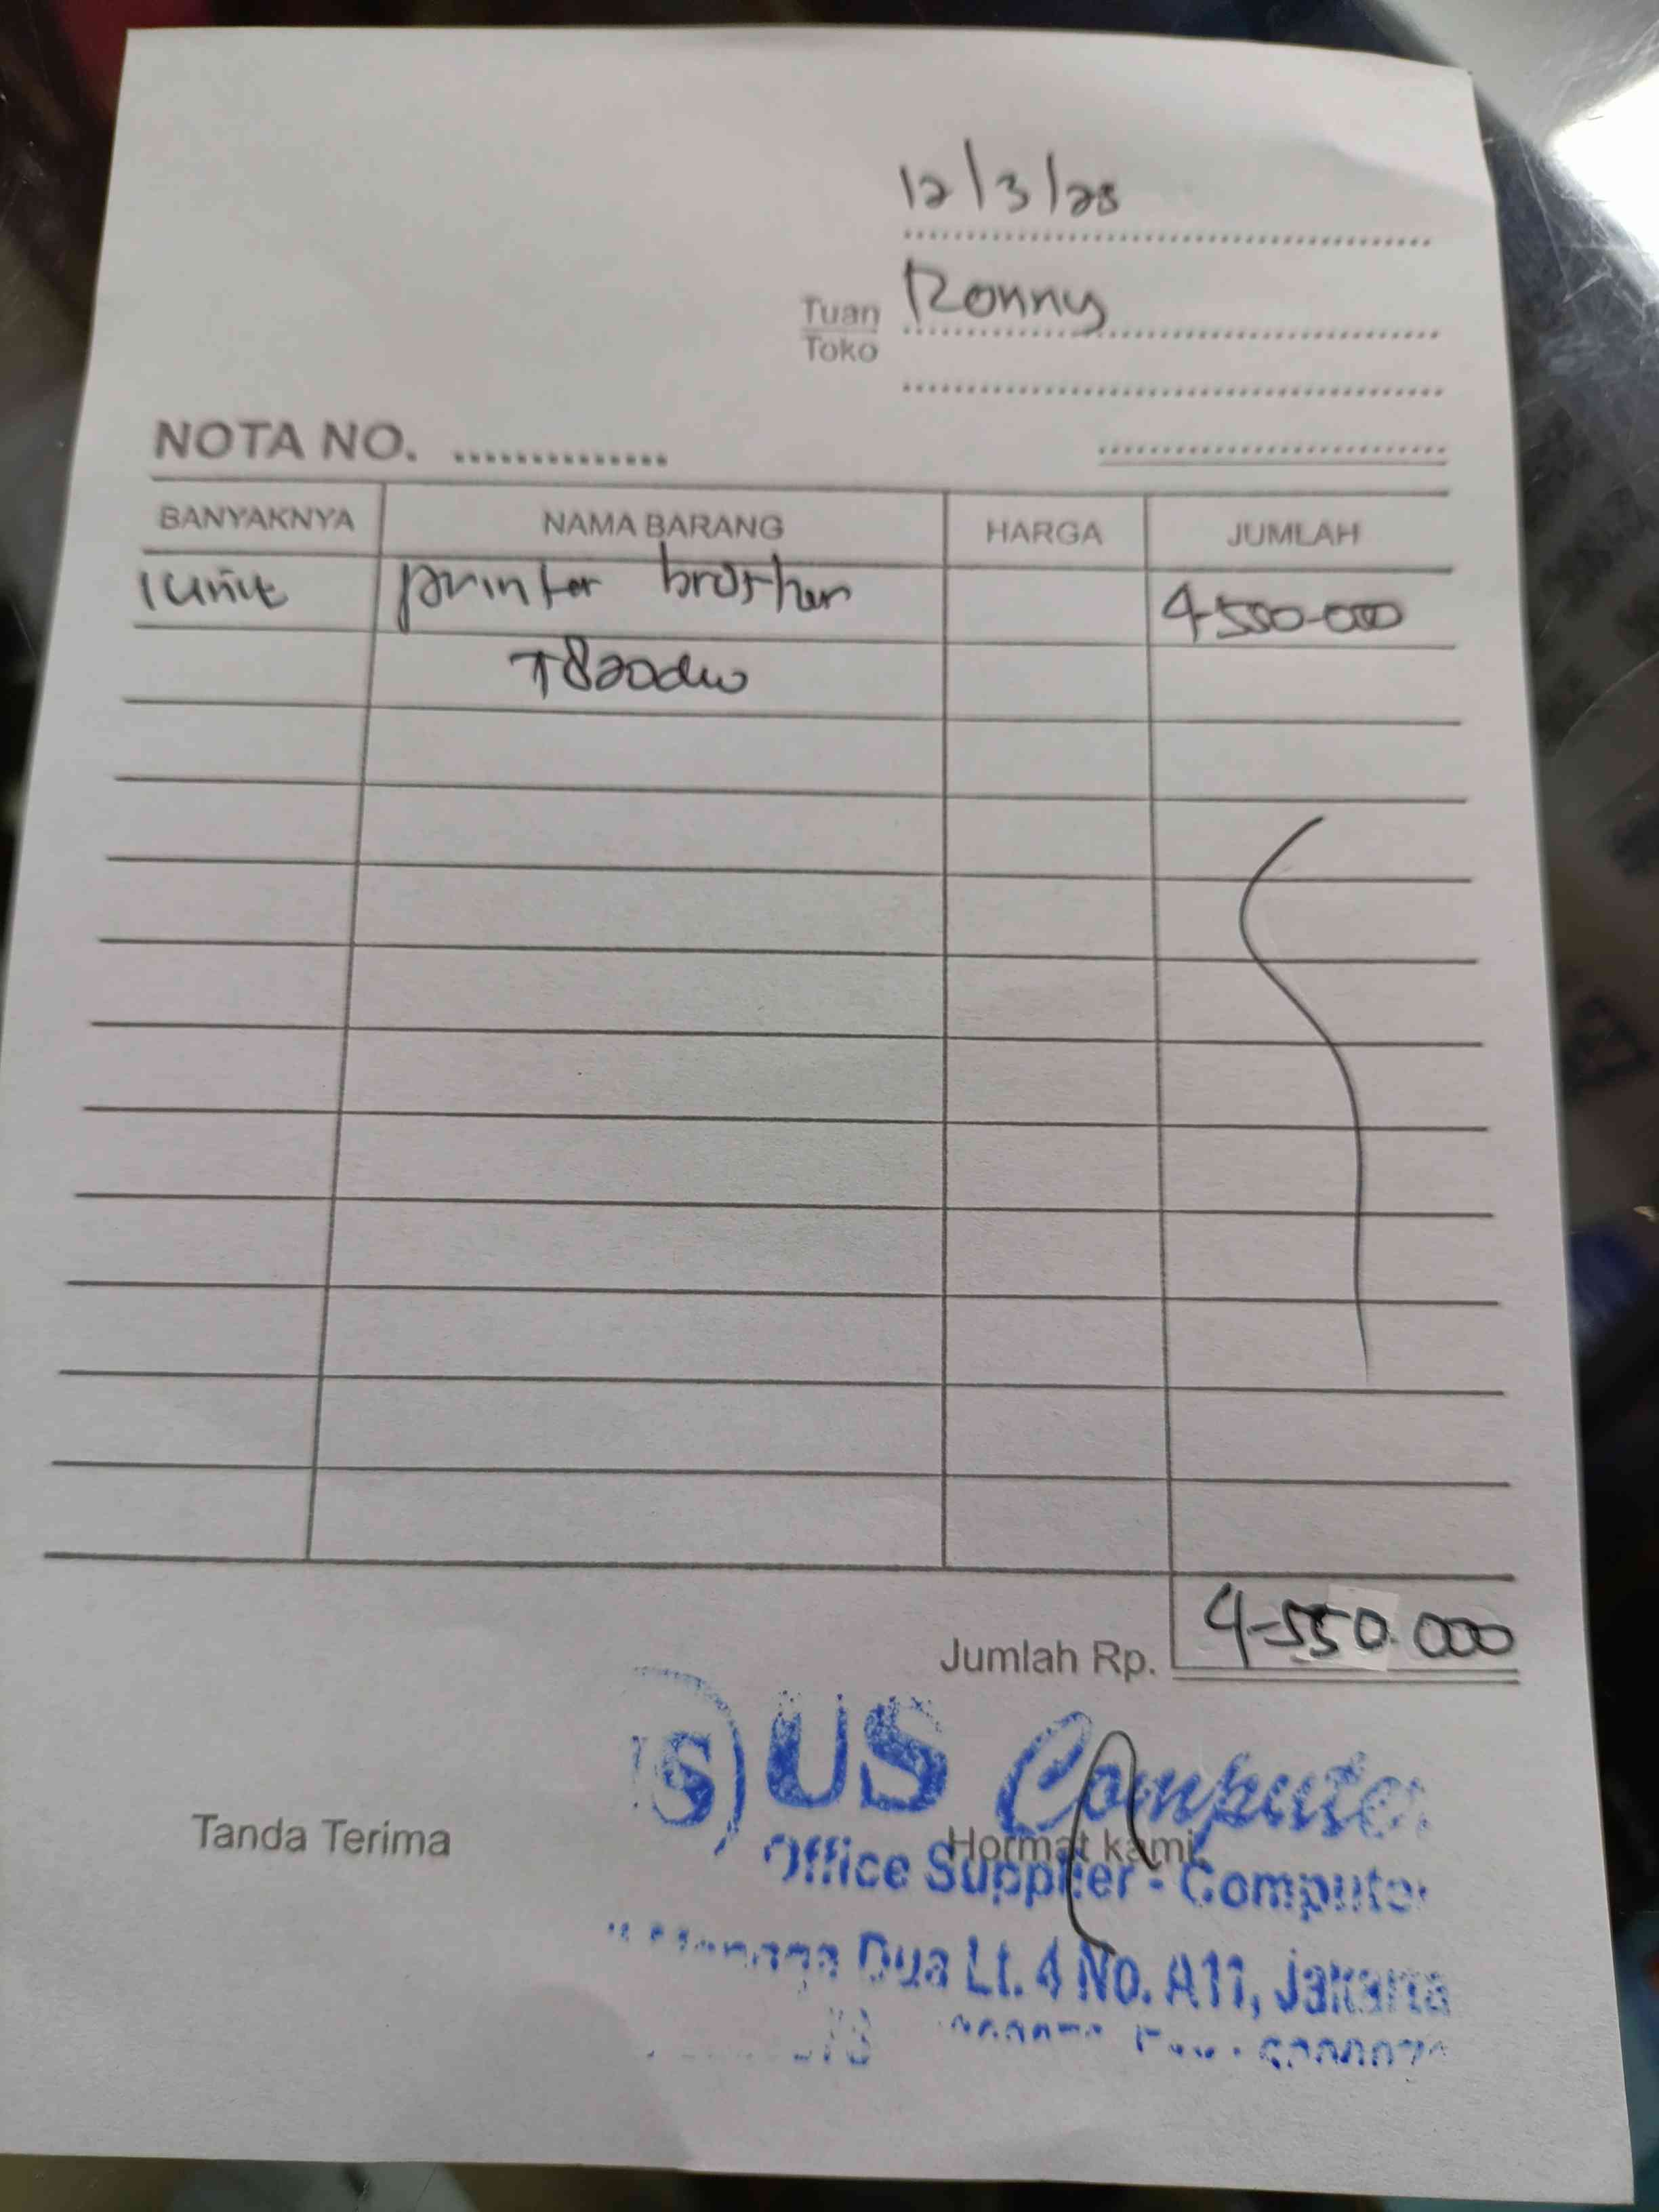 12/3/25
Tuan Ronny
Toko
NOTA NO. ..............
BANYAKNYA NAMA BARANG HARGA JUMLAH
1 unit printer brother 4-550-000
T820dw
Jumlah Rp. 4-550.000
US Computer
Tanda Terima Hormat kami,
Office Supplier - Computer
Mangga Dua Lt. 4 No. A11, Jakarta